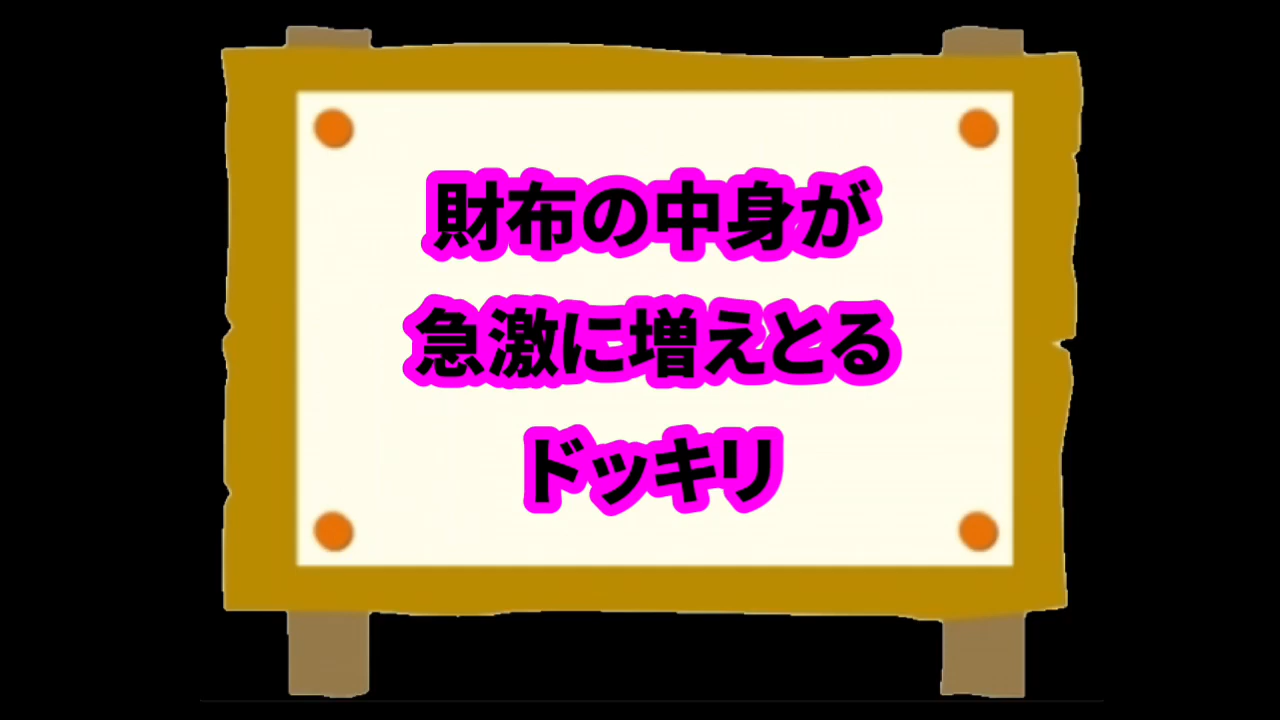 財布の中身が
急激に増えとる
ドッキリ